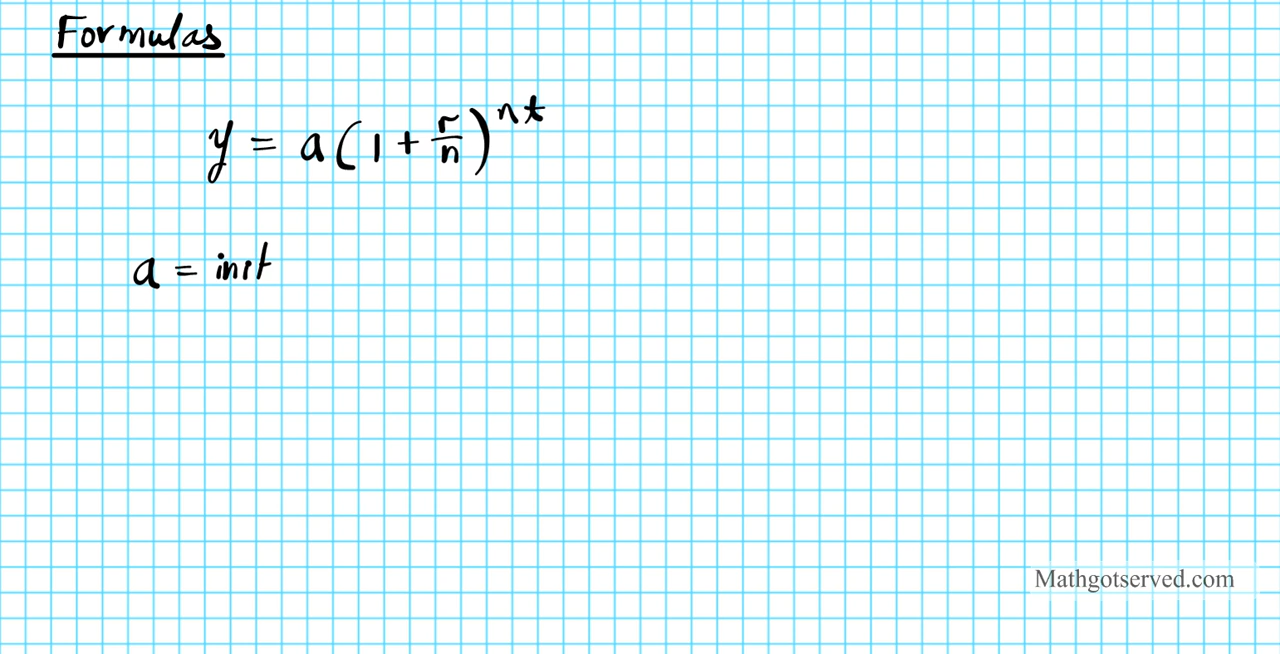 Formulas
y = a(1 + r/n)^nt
a = init
Mathgotserved.com